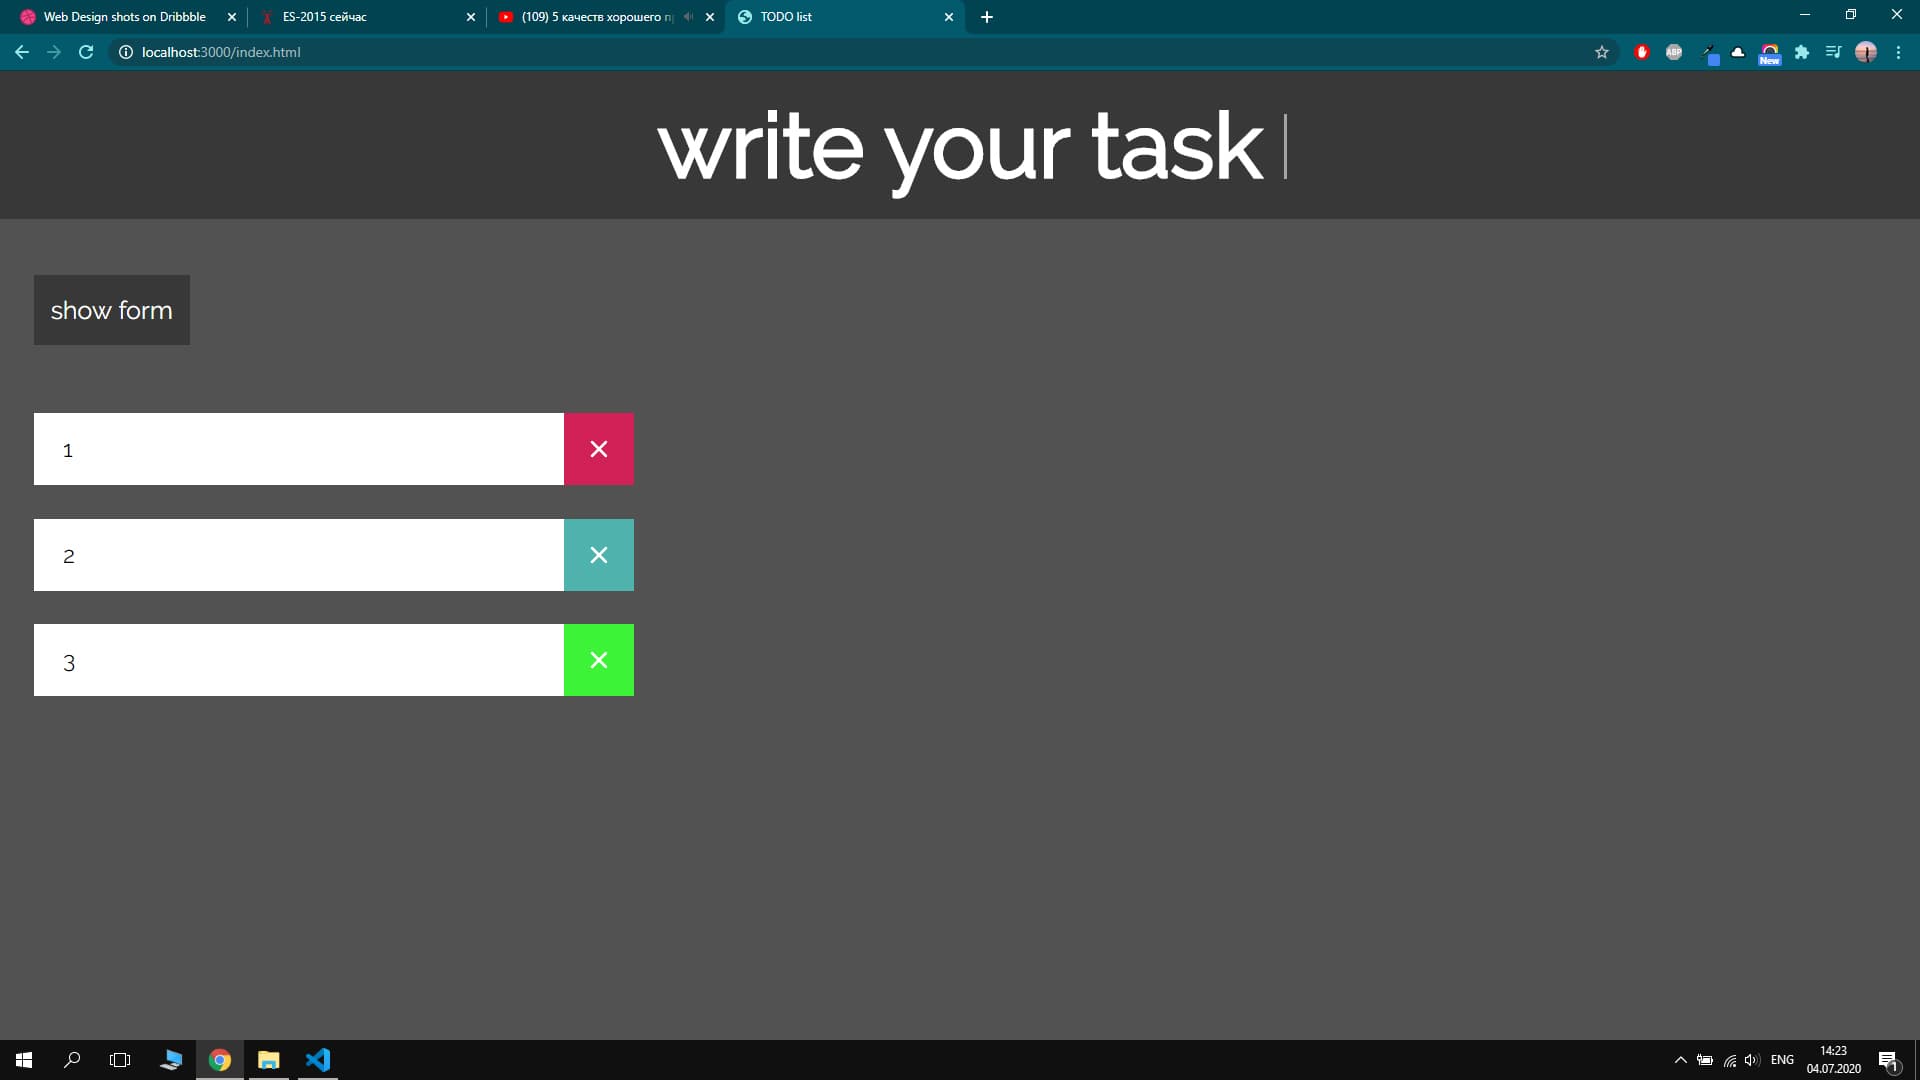 Web Design shots on Dribbble
ES-2015 сейчас
(109) 5 качеств хорошего
TODO list
localhost:3000/index.html
ABP
New
write your task
show form
1
2
3
ENG
14:23
04.07.2020
1